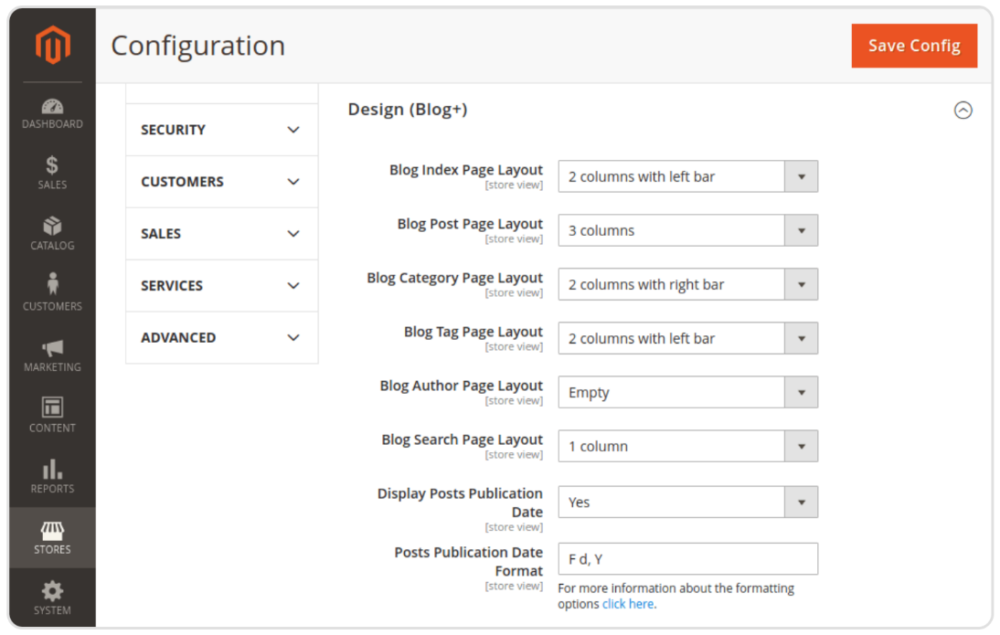 Configuration
Save Config
DASHBOARD
SALES
CATALOG
CUSTOMERS
MARKETING
CONTENT
REPORTS
STORES
SYSTEM
SECURITY
CUSTOMERS
SALES
SERVICES
ADVANCED
Design (Blog+)
Blog Index Page Layout
[store view]
2 columns with left bar
Blog Post Page Layout
[store view]
3 columns
Blog Category Page Layout
[store view]
2 columns with right bar
Blog Tag Page Layout
[store view]
2 columns with left bar
Blog Author Page Layout
[store view]
Empty
Blog Search Page Layout
[store view]
1 column
Display Posts Publication
Date
[store view]
Yes
Posts Publication Date
Format
[store view]
F d, Y
For more information about the formatting
options click here.